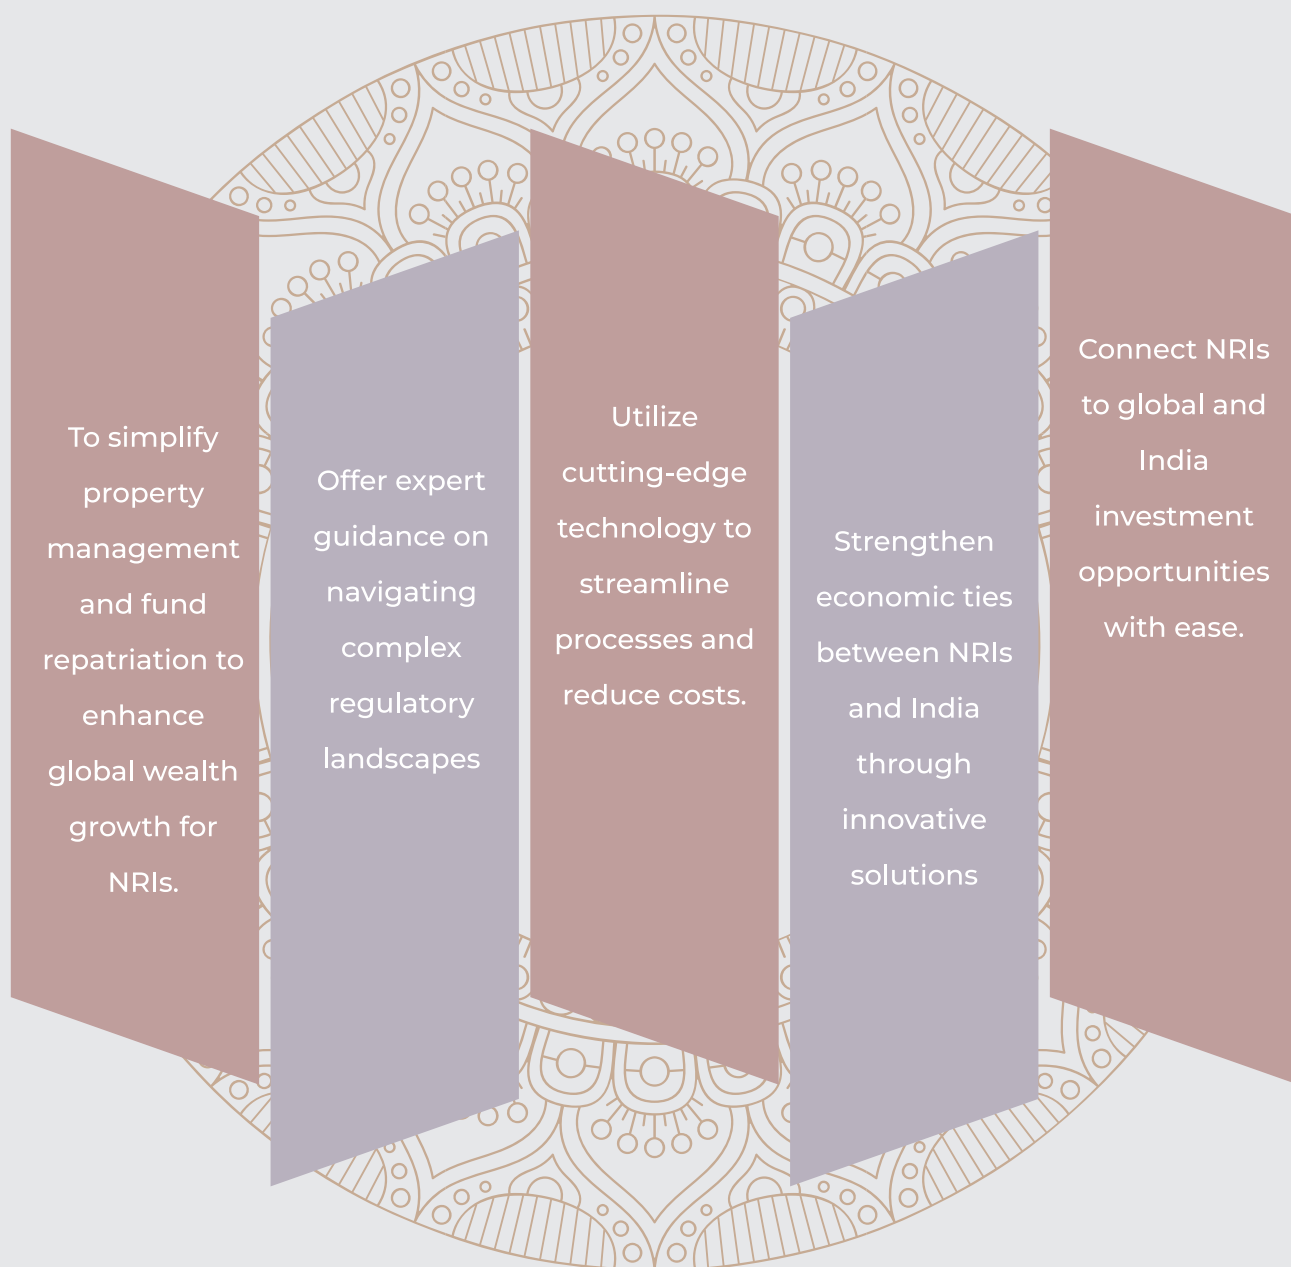 To simplify
property
management
and fund
repatriation to
enhance
global wealth
growth for
NRIs.
Offer expert
guidance on
navigating
complex
regulatory
landscapes
Utilize
cutting-edge
technology to
streamline
processes and
reduce costs.
Strengthen
economic ties
between NRIs
and India
through
innovative
solutions
Connect NRIs
to global and
India
investment
opportunities
with ease.